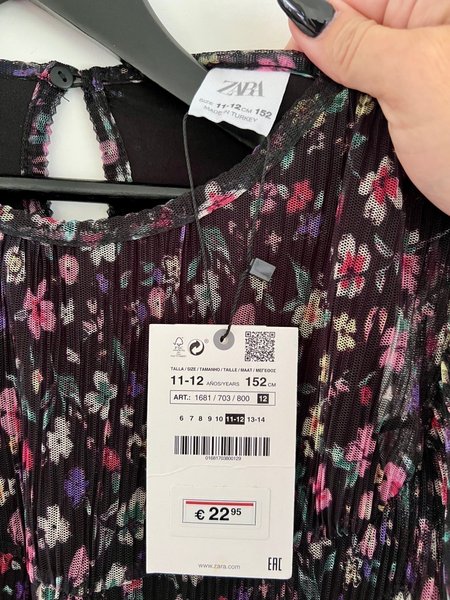 ZARA
SIZE 11-12 CM 152
MADE IN TURKEY
FSC
TALLA / SIZE / TAMANHO / TAILLE / MAAT / ΜΕΓΕΘΟΣ
11-12 AÑOS/YEARS 152 CM
ART.: 1681 / 703 / 800 12
6 7 8 9 10 11-12 13-14
01681703800129
€ 22 95
www.zara.com EAC